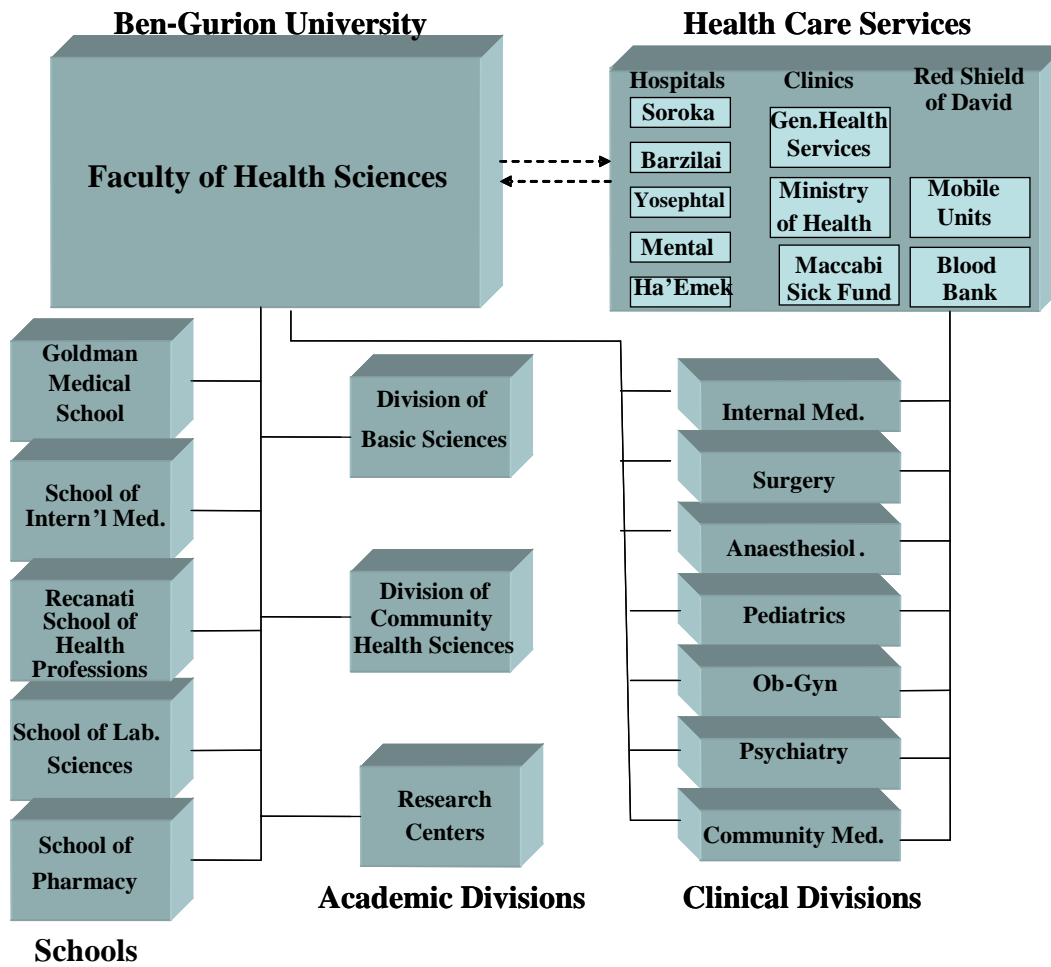 Ben-Gurion University
Faculty of Health Sciences
Health Care Services
Hospitals
Soroka
Barzilai
Yosephtal
Mental
Ha’Emek
Clinics
Gen.Health
Services
Ministry
of Health
Maccabi
Sick Fund
Red Shield
of David
Mobile
Units
Blood
Bank
Goldman
Medical
School
School of
Intern’l Med.
Recanati
School of
Health
Professions
School of Lab.
Sciences
School of
Pharmacy
Schools
Division of
Basic Sciences
Division of
Community
Health Sciences
Research
Centers
Academic Divisions
Internal Med.
Surgery
Anaesthesiol .
Pediatrics
Ob-Gyn
Psychiatry
Community Med.
Clinical Divisions